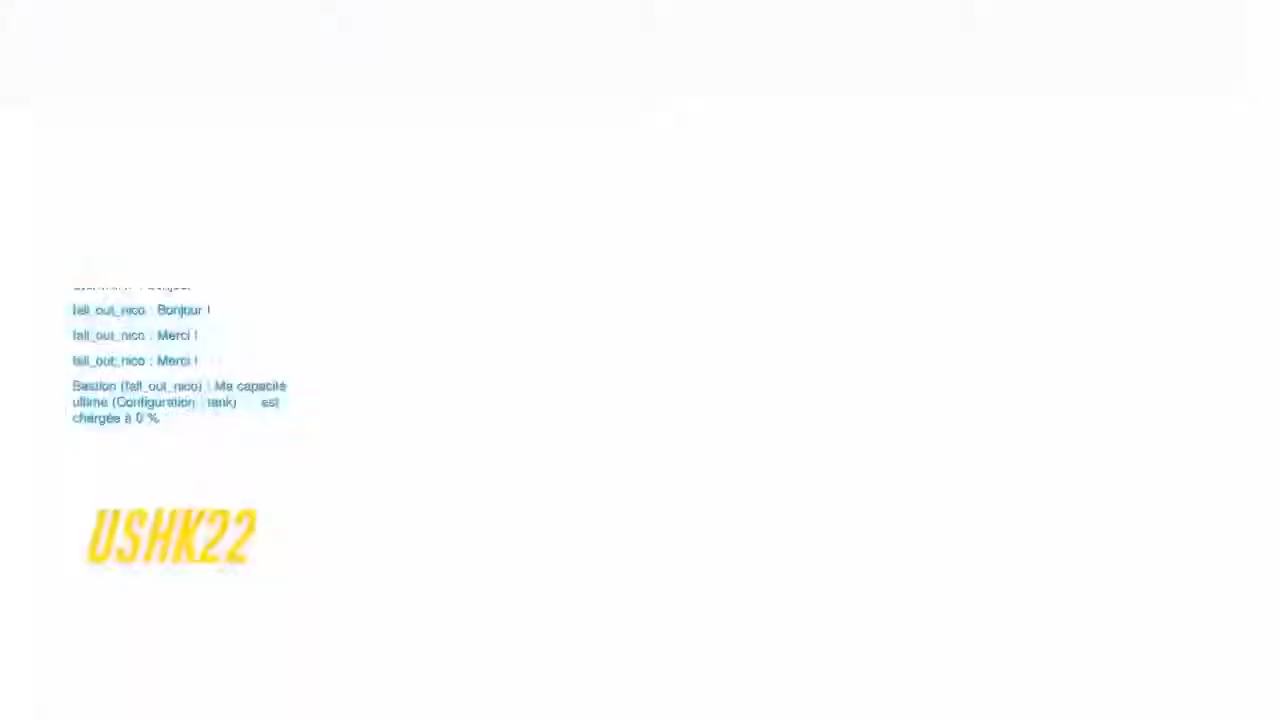 fall_out_nico : Bonjour !
fall_out_nico : Merci !
fall_out_nico : Merci !
Bastion (fall_out_nico) : Ma capacité
ultime (Configuration : tank) est
chargée à 0 %
USHK22